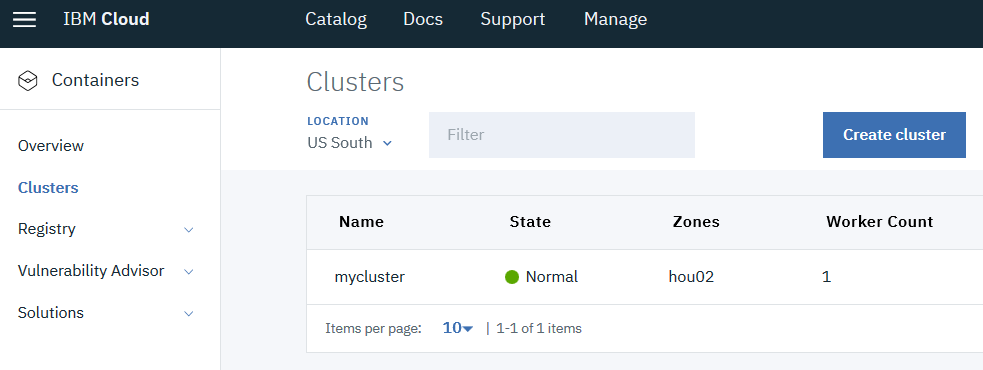 IBM Cloud Catalog Docs Support Manage
Containers
Overview
Clusters
Registry
Vulnerability Advisor
Solutions
Clusters
LOCATION
US South
Filter
Create cluster
Name State Zones Worker Count
mycluster Normal hou02 1
Items per page: 10 | 1-1 of 1 items